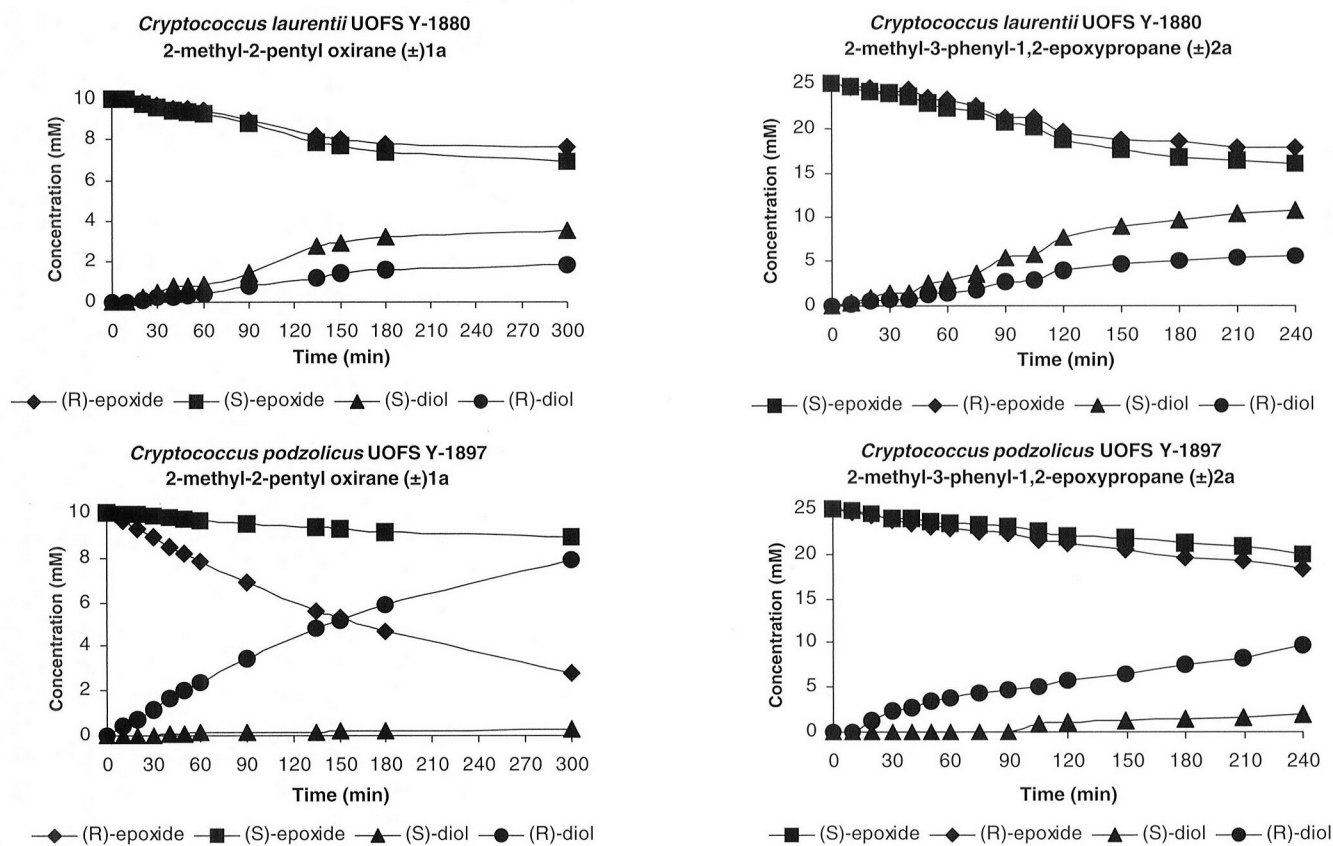 Cryptococcus laurentii UOFS Y-1880
2-methyl-2-pentyl oxirane (±)1a
Concentration (mM)
10
8
6
4
2
0
0 30 60 90 120 150 180 210 240 270 300
Time (min)
(R)-epoxide (S)-epoxide (S)-diol (R)-diol
Cryptococcus laurentii UOFS Y-1880
2-methyl-3-phenyl-1,2-epoxypropane (±)2a
Concentration (mM)
25
20
15
10
5
0
0 30 60 90 120 150 180 210 240
Time (min)
(S)-epoxide (R)-epoxide (S)-diol (R)-diol
Cryptococcus podzolicus UOFS Y-1897
2-methyl-2-pentyl oxirane (±)1a
Concentration (mM)
10
8
6
4
2
0
0 30 60 90 120 150 180 210 240 270 300
Time (min)
(R)-epoxide (S)-epoxide (S)-diol (R)-diol
Cryptococcus podzolicus UOFS Y-1897
2-methyl-3-phenyl-1,2-epoxypropane (±)2a
Concentration (mM)
25
20
15
10
5
0
0 30 60 90 120 150 180 210 240
Time (min)
(S)-epoxide (R)-epoxide (S)-diol (R)-diol